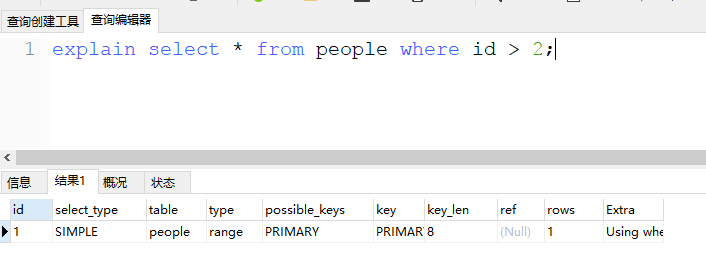 查询创建工具 查询编辑器
1 explain select * from people where id > 2;
信息 结果1 概况 状态
id select_type table type possible_keys key key_len ref rows Extra
1 SIMPLE people range PRIMARY PRIMAR 8 (Null) 1 Using whe